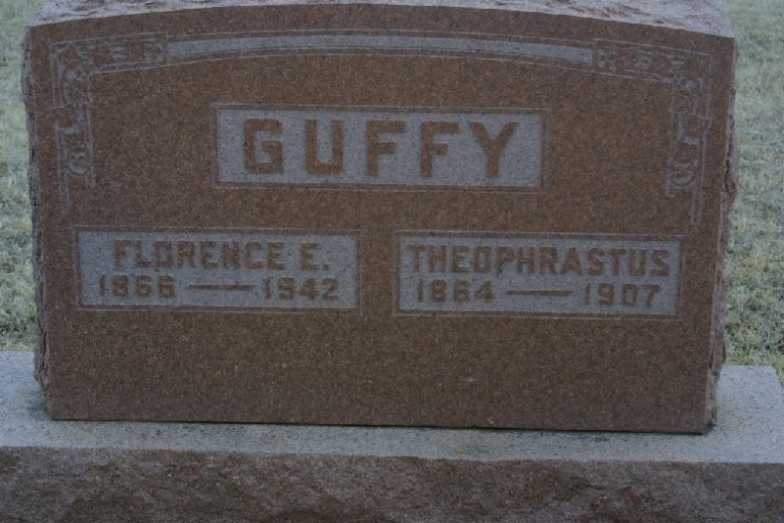 GUFFY
FLORENCE E.
1866 — 1942
THEOPHRASTUS
1864 — 1907